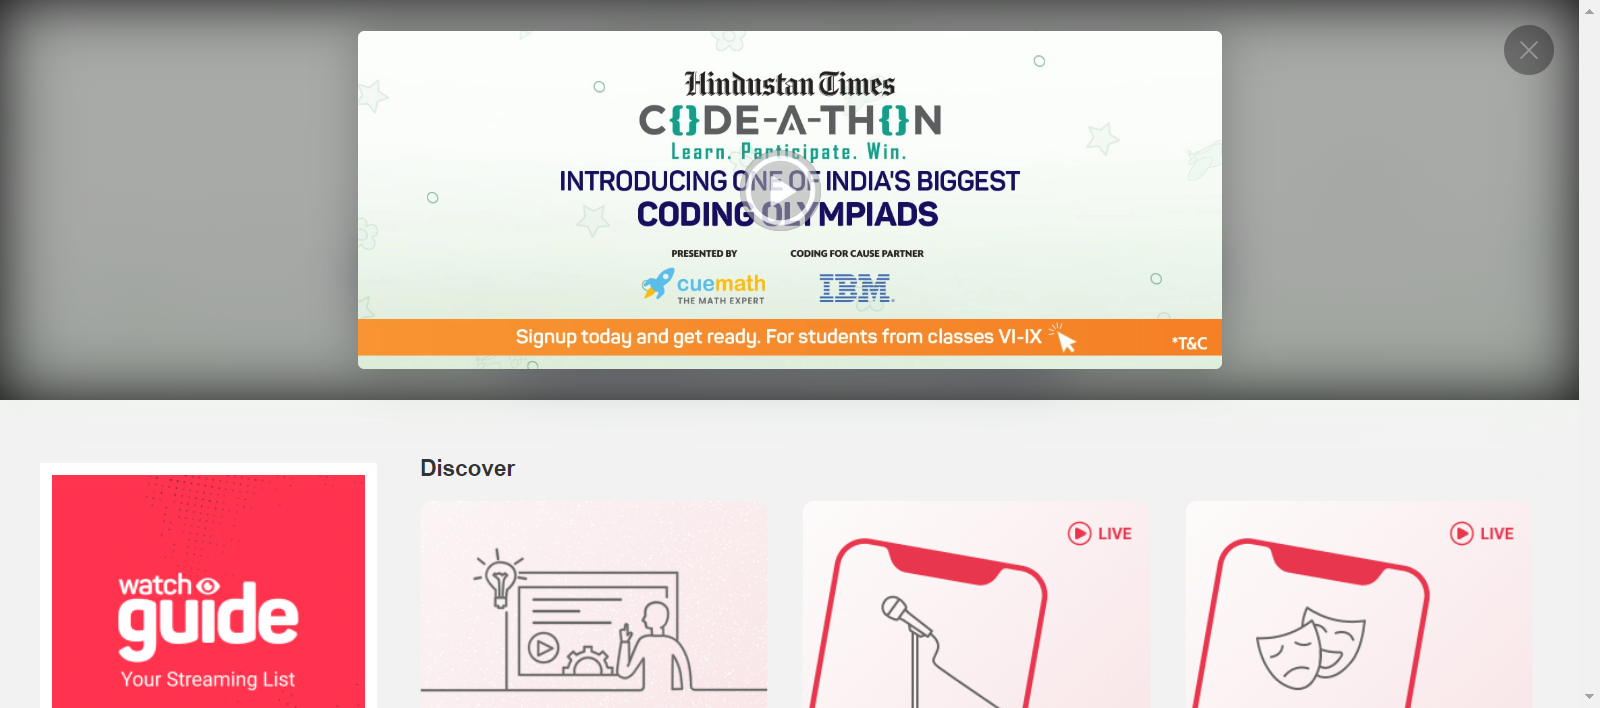 Hindustan Times
C{}DE-A-TH{}N
Learn. Participate. Win.
INTRODUCING ONE OF INDIA'S BIGGEST
CODING OLYMPIADS
PRESENTED BY
CODING FOR CAUSE PARTNER
cuemath
THE MATH EXPERT
IBM
Signup today and get ready. For students from classes VI-IX
*T&C
Discover
watch
guide
Your Streaming List
LIVE
LIVE